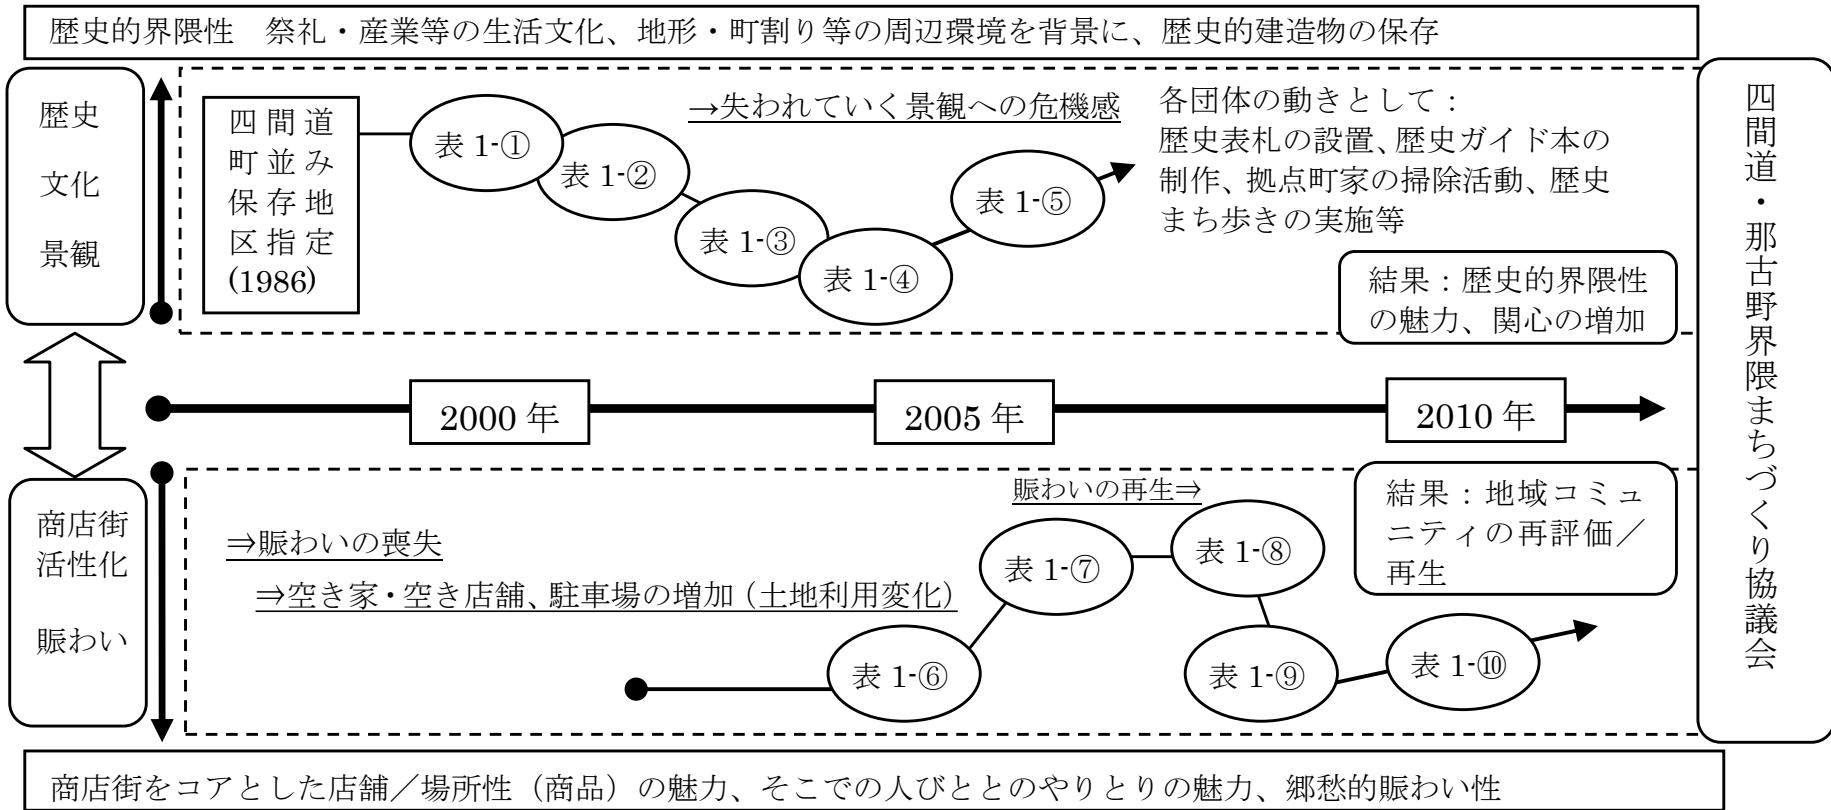 歴史的界隈性　祭礼・産業等の生活文化、地形・町割り等の周辺環境を背景に、歴史的建造物の保存
歴史
文化
景観
四間道
町並み
保存地
区指定
(1986)
表 1-①
表 1-②
表 1-③
表 1-④
表 1-⑤
→失われていく景観への危機感
各団体の動きとして：
歴史表札の設置、歴史ガイド本の
制作、拠点町家の掃除活動、歴史
まち歩きの実施等
結果：歴史的界隈性
の魅力、関心の増加
2000 年
2005 年
2010 年
商店街
活性化
賑わい
⇒賑わいの喪失
⇒空き家・空き店舗、駐車場の増加（土地利用変化）
賑わいの再生⇒
表 1-⑥
表 1-⑦
表 1-⑧
表 1-⑨
表 1-⑩
結果：地域コミュ
ニティの再評価／
再生
四間道・那古野界隈まちづくり協議会
商店街をコアとした店舗／場所性（商品）の魅力、そこでの人びととのやりとりの魅力、郷愁的賑わい性